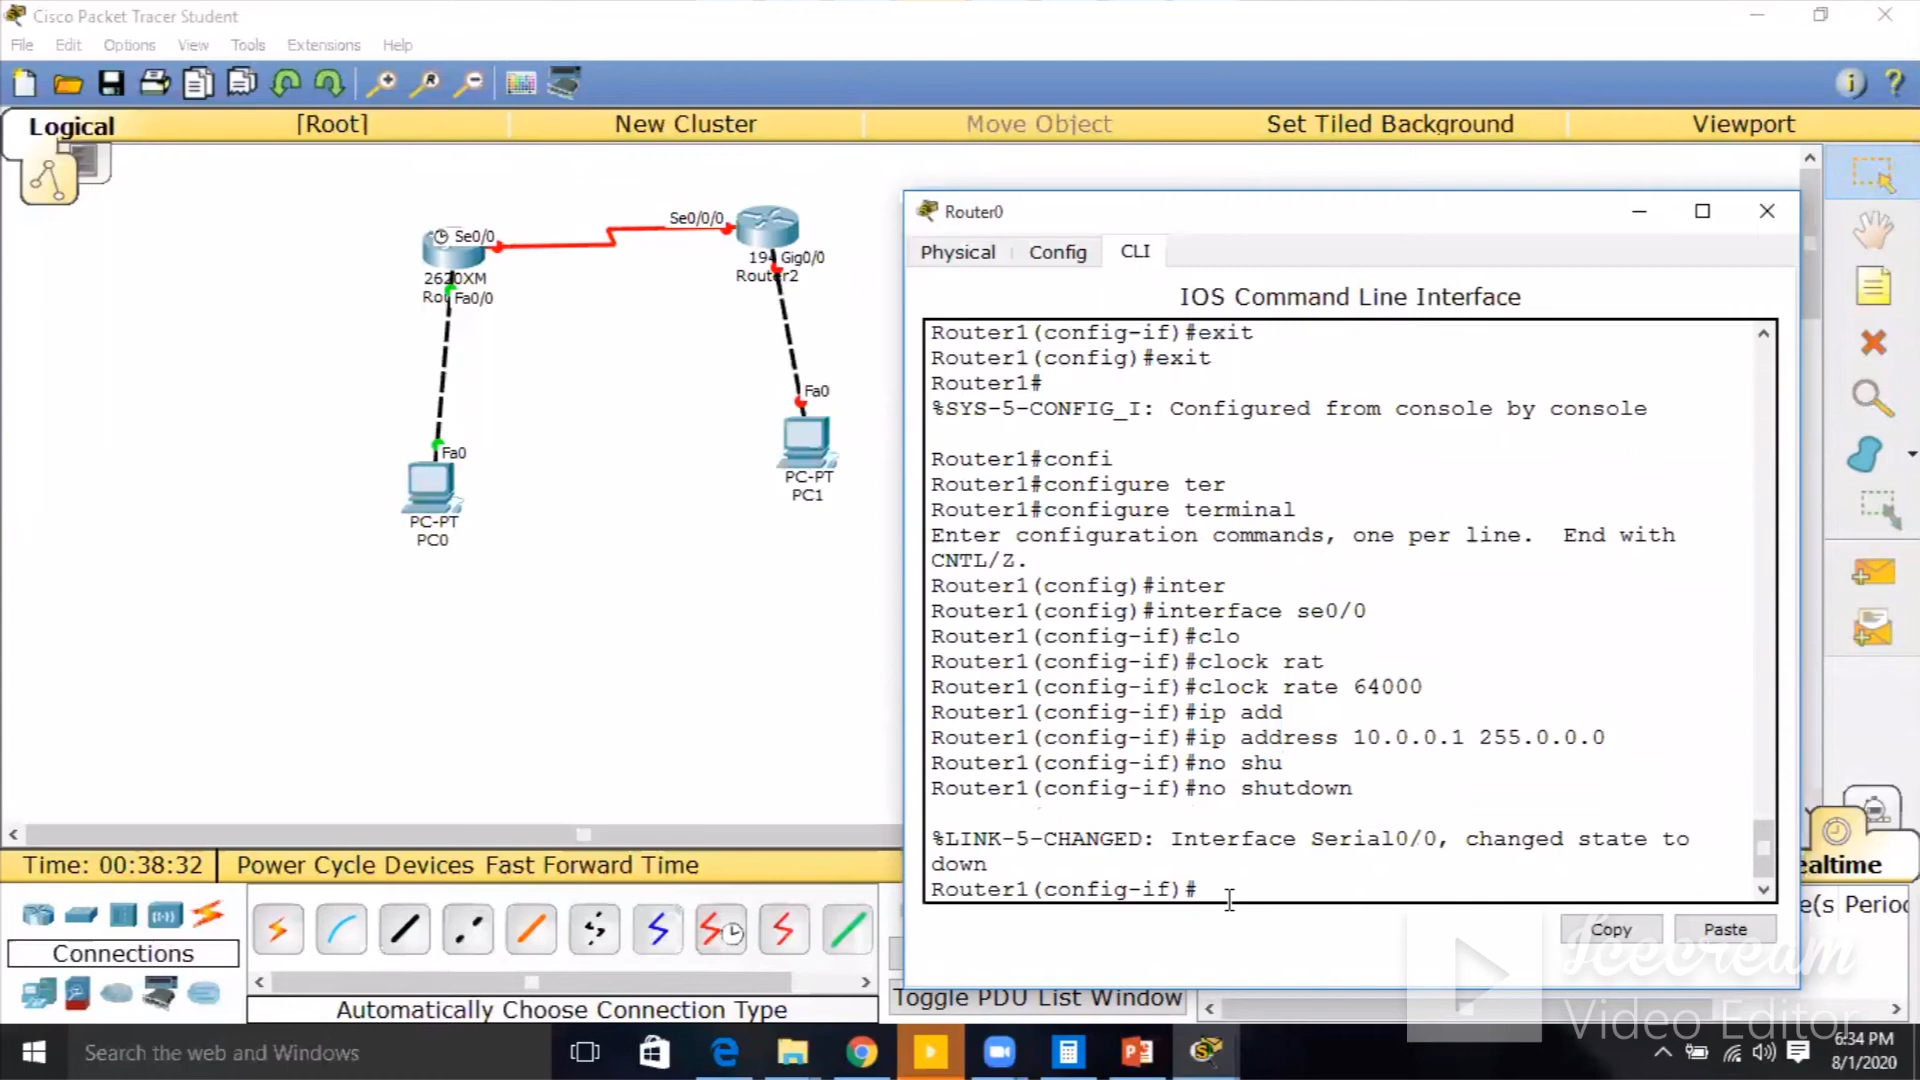 Cisco Packet Tracer Student
File Edit Options View Tools Extensions Help
Logical [Root] New Cluster Move Object Set Tiled Background Viewport
Se0/0
2620XM
Fa0/0
Se0/0/0
Gig0/0
Router2
Fa0
PC-PT
PC1
Fa0
PC-PT
PC0
Router0
Physical Config CLI
IOS Command Line Interface
Router1(config-if)#exit
Router1(config)#exit
Router1#
%SYS-5-CONFIG_I: Configured from console by console
Router1#confi
Router1#configure ter
Router1#configure terminal
Enter configuration commands, one per line.  End with
CNTL/Z.
Router1(config)#inter
Router1(config)#interface se0/0
Router1(config-if)#clo
Router1(config-if)#clock rat
Router1(config-if)#clock rate 64000
Router1(config-if)#ip add
Router1(config-if)#ip address 10.0.0.1 255.0.0.0
Router1(config-if)#no shu
Router1(config-if)#no shutdown
%LINK-5-CHANGED: Interface Serial0/0, changed state to
down
Router1(config-if)#
Copy Paste
Time: 00:38:32 Power Cycle Devices Fast Forward Time
ealtime
e(s Perioc
Connections
Automatically Choose Connection Type
Toggle PDU List Window
Icecream
Video Editor
Search the web and Windows
6:34 PM
8/1/2020